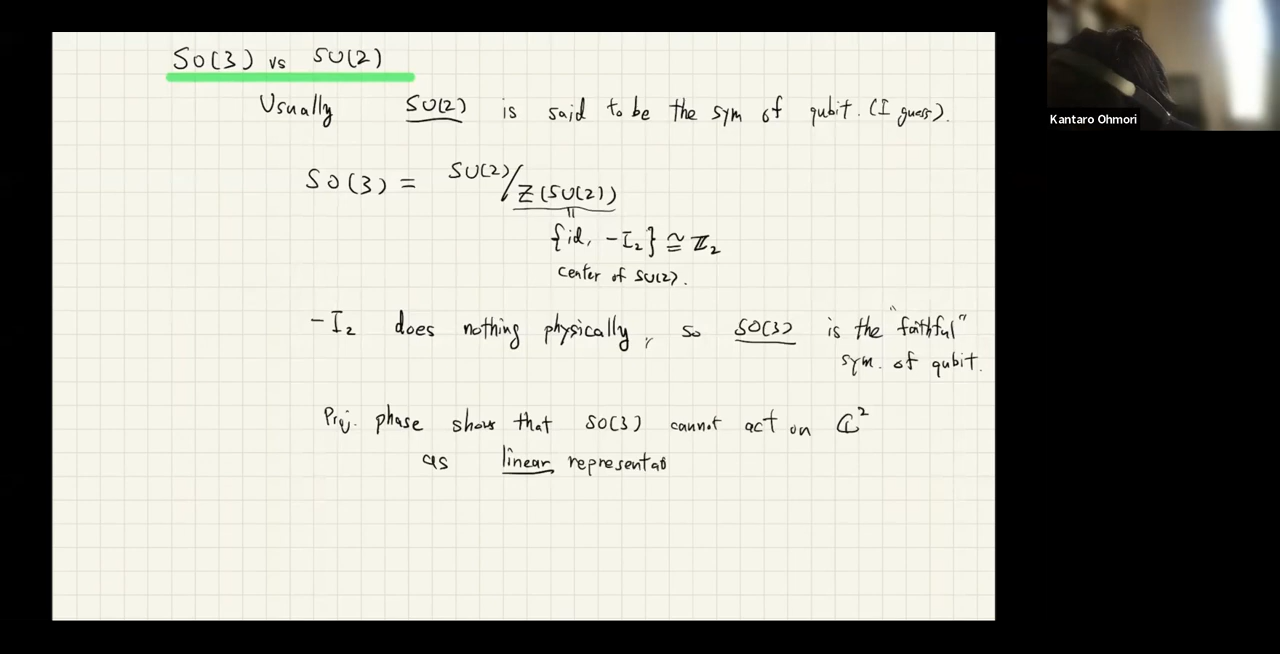 SO(3) vs SU(2)
Usually SU(2) is said to be the sym of qubit. (I guess).
SO(3) = SU(2)/Z(SU(2))
{id, -I₂} ≅ ℤ₂
center of SU(2).
-I₂ does nothing physically, so SO(3) is the "faithful"
sym. of qubit.
Proj. phase shows that SO(3) cannot act on ℂ²
as linear representat
Kantaro Ohmori